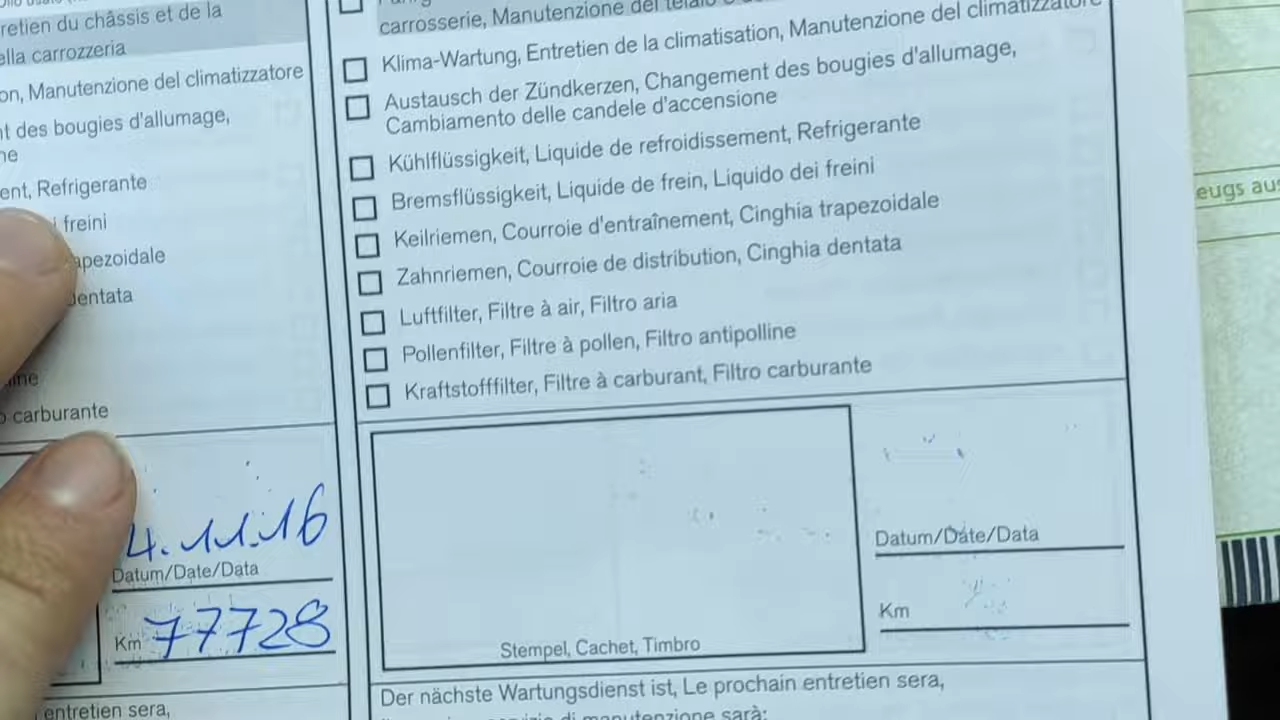 retien du châssis et de la
ella carrozzeria
on, Manutenzione del climatizzatore
t des bougies d'allumage,
ne
ent, Refrigerante
freini
apezoidale
dentata
ine
carburante
4.11.16
Datum/Date/Data
Km 77728
entretien sera,
carrosserie, Manutenzione del telaio
Klima-Wartung, Entretien de la climatisation, Manutenzione del climatizzatore
Austausch der Zündkerzen, Changement des bougies d'allumage,
Cambiamento delle candele d'accensione
Kühlflüssigkeit, Liquide de refroidissement, Refrigerante
Bremsflüssigkeit, Liquide de frein, Liquido dei freini
Keilriemen, Courroie d'entraînement, Cinghia trapezoidale
Zahnriemen, Courroie de distribution, Cinghia dentata
Luftfilter, Filtre à air, Filtro aria
Pollenfilter, Filtre à pollen, Filtro antipolline
Kraftstofffilter, Filtre à carburant, Filtro carburante
Stempel, Cachet, Timbro
Datum/Date/Data
Km
Der nächste Wartungsdienst ist, Le prochain entretien sera,
di manutenzione sarà:
eugs aus